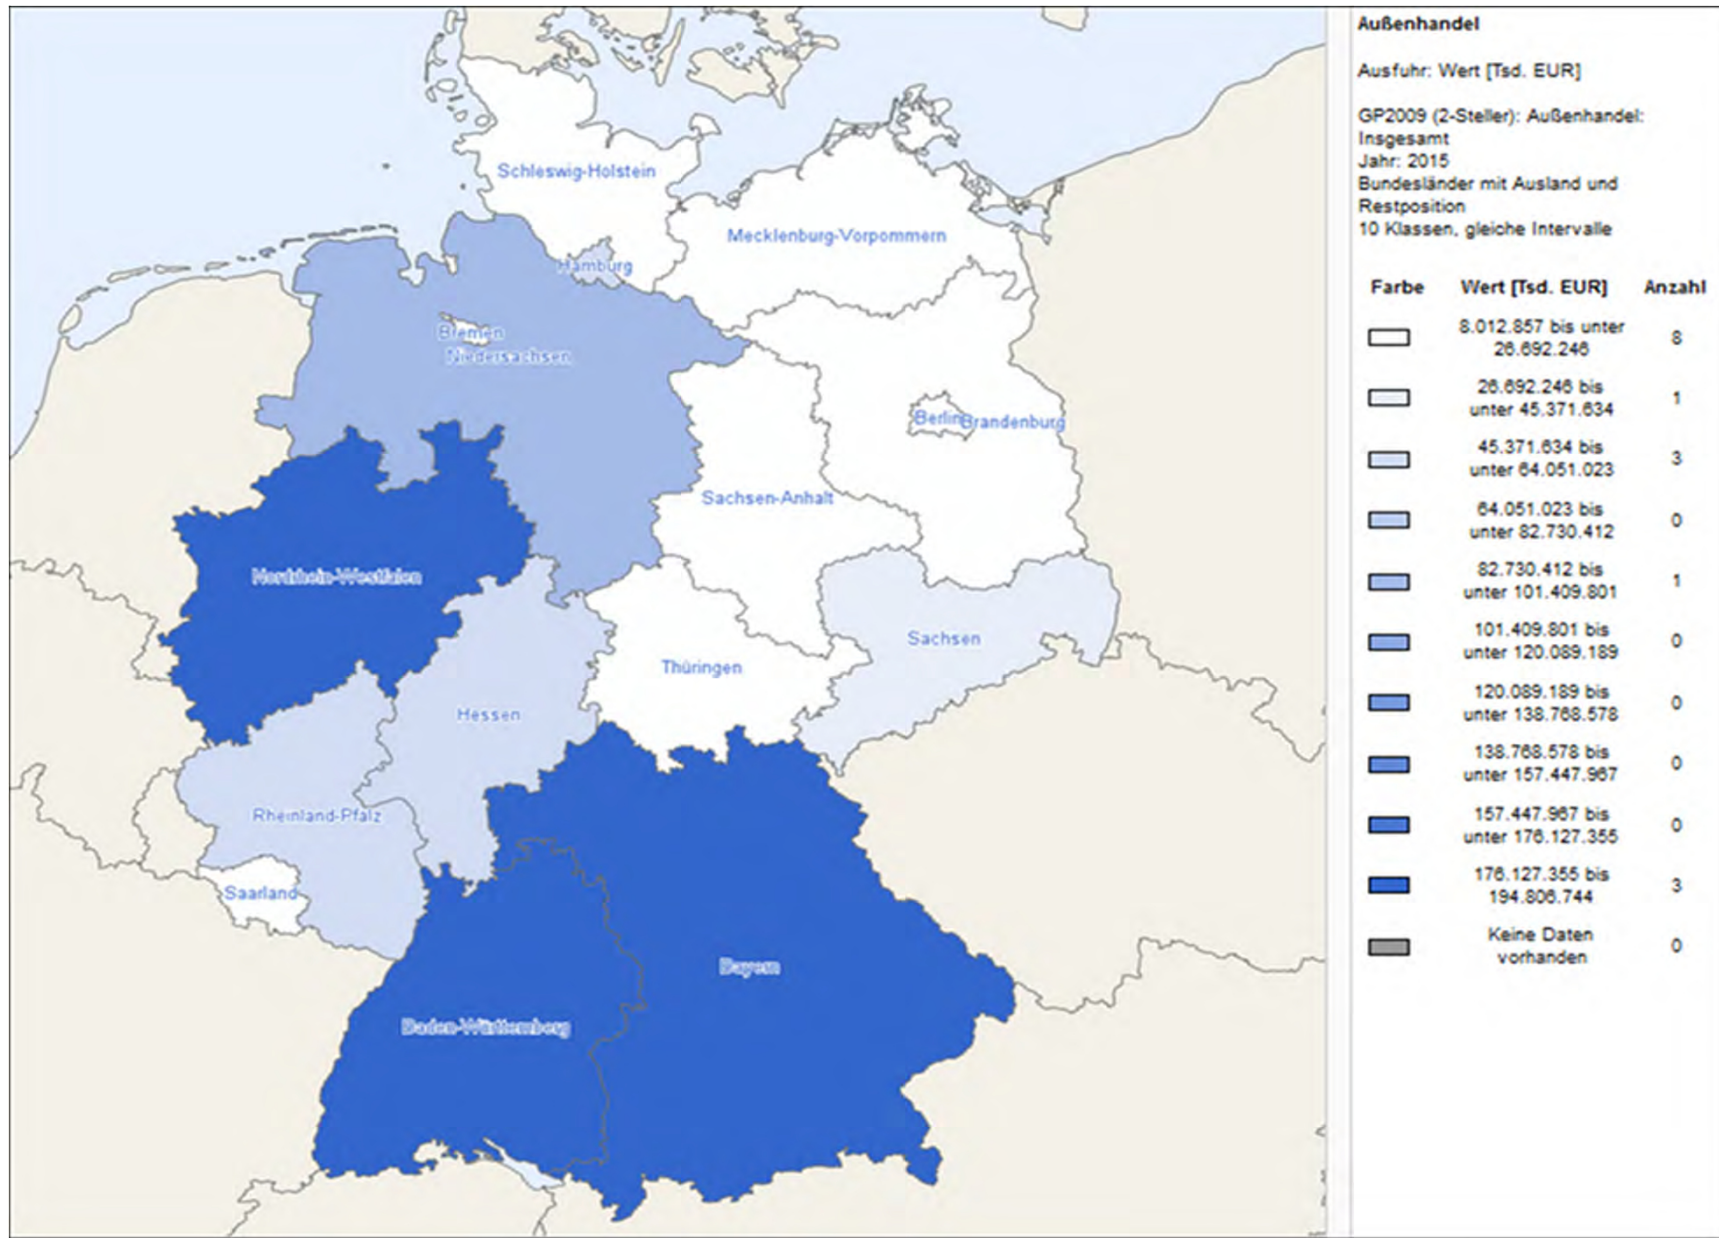 Schleswig-Holstein
Mecklenburg-Vorpommern
Hamburg
Bremen
Niedersachsen
Berlin
Brandenburg
Sachsen-Anhalt
Nordrhein-Westfalen
Sachsen
Thüringen
Hessen
Rheinland-Pfalz
Saarland
Bayern
Baden-Württemberg
Außenhandel
Ausfuhr: Wert [Tsd. EUR]
GP2009 (2-Steller): Außenhandel:
Insgesamt
Jahr: 2015
Bundesländer mit Ausland und
Restposition
10 Klassen, gleiche Intervalle
Farbe Wert [Tsd. EUR] Anzahl
8.012.857 bis unter
26.692.246 8
26.692.246 bis
unter 45.371.634 1
45.371.634 bis
unter 64.051.023 3
64.051.023 bis
unter 82.730.412 0
82.730.412 bis
unter 101.409.801 1
101.409.801 bis
unter 120.089.189 0
120.089.189 bis
unter 138.768.578 0
138.768.578 bis
unter 157.447.967 0
157.447.967 bis
unter 176.127.355 0
176.127.355 bis
194.806.744 3
Keine Daten
vorhanden 0